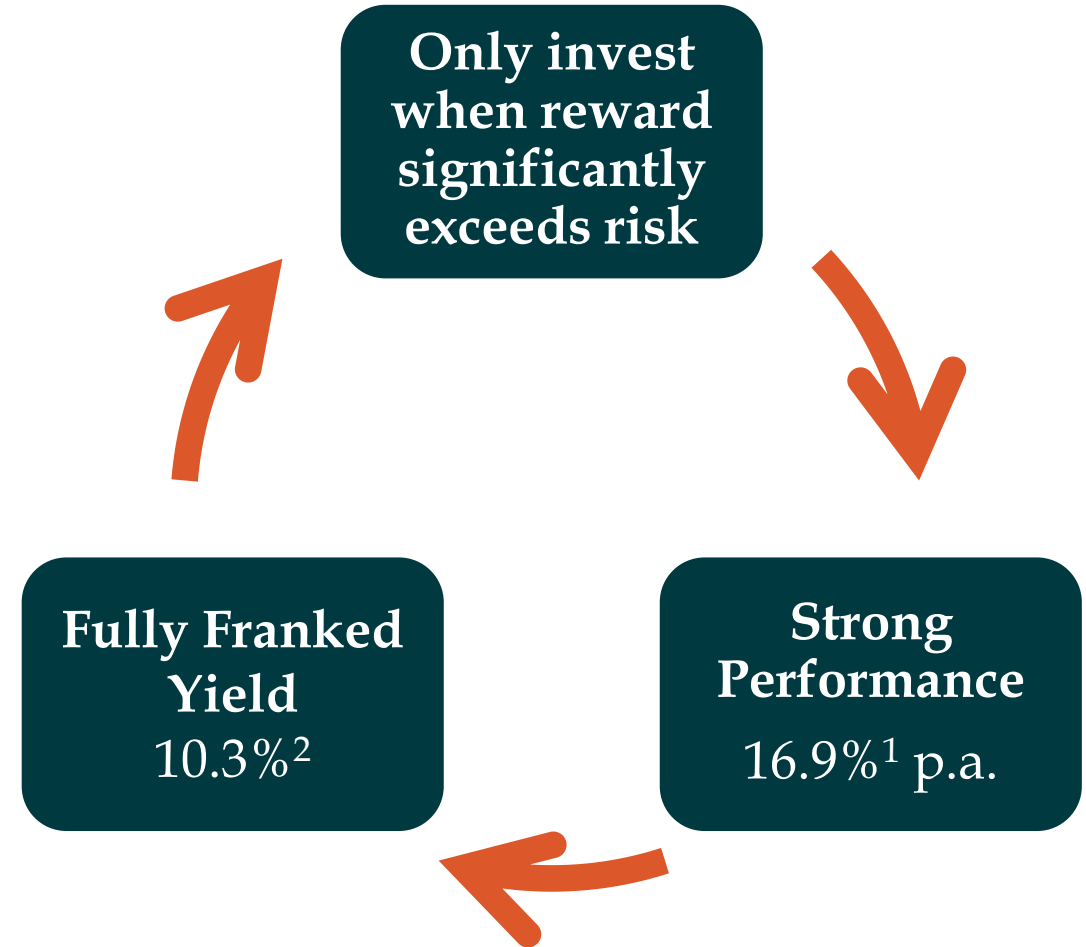 Only invest
when reward
significantly
exceeds risk
Strong
Performance
16.9%¹ p.a.
Fully Franked
Yield
10.3%²